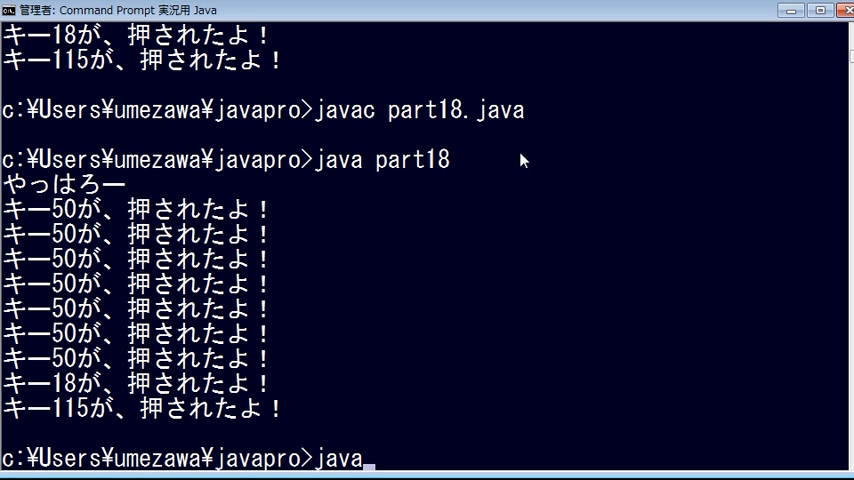 管理者: Command Prompt 実況用 Java
キー18が、押されたよ！
キー115が、押されたよ！
c:¥Users¥umezawa¥javapro>javac part18.java
c:¥Users¥umezawa¥javapro>java part18
やっはろー
キー50が、押されたよ！
キー50が、押されたよ！
キー50が、押されたよ！
キー50が、押されたよ！
キー50が、押されたよ！
キー50が、押されたよ！
キー50が、押されたよ！
キー18が、押されたよ！
キー115が、押されたよ！
c:¥Users¥umezawa¥javapro>java